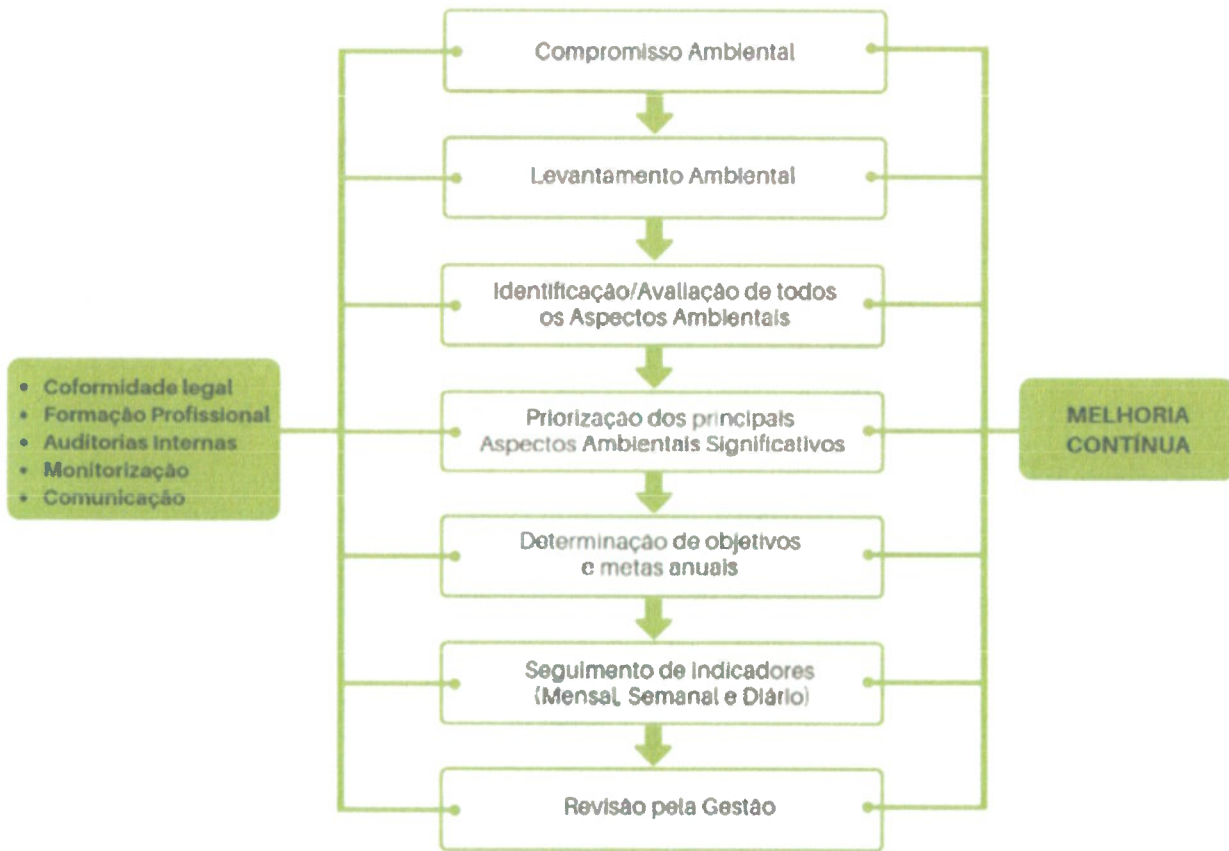 Compromisso Ambiental
Levantamento Ambiental
Identificação/Avaliação de todos
os Aspectos Ambientais
• Coformidade legal
• Formação Profissional
• Auditorias Internas
• Monitorização
• Comunicação
Priorização dos principais
Aspectos Ambientais Significativos
MELHORIA
CONTÍNUA
Determinação de objetivos
e metas anuais
Seguimento de Indicadores
(Mensal, Semanal e Diário)
Revisão pela Gestão